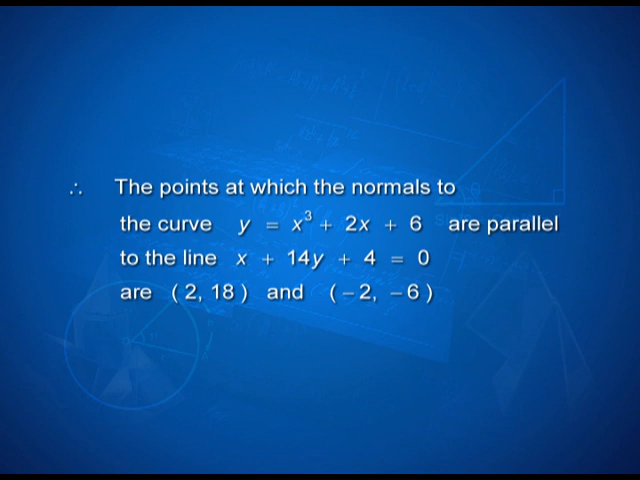 ∴ The points at which the normals to
the curve y = x³ + 2x + 6 are parallel
to the line x + 14y + 4 = 0
are ( 2, 18 ) and ( − 2, − 6 )